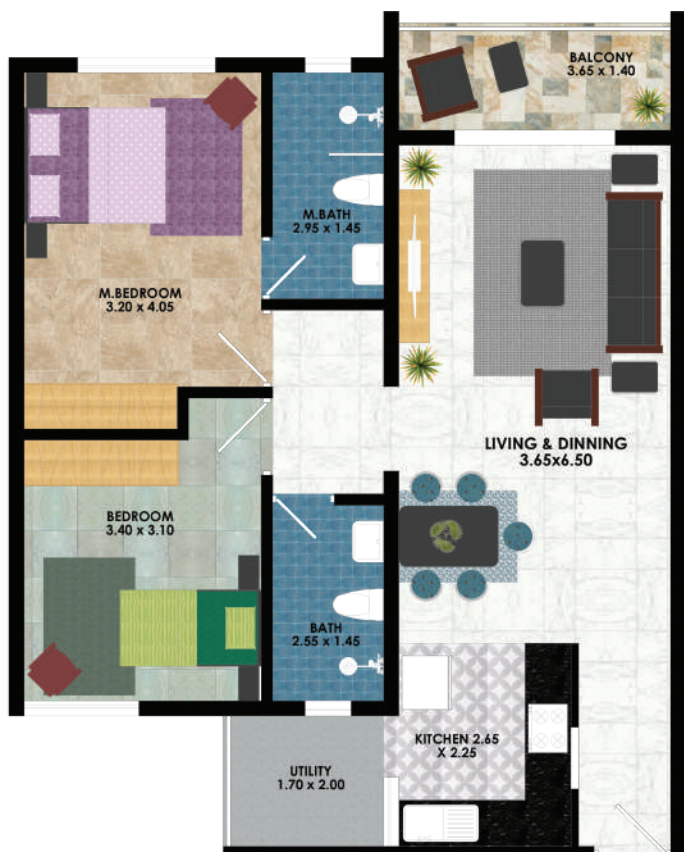 BALCONY
3.65 x 1.40
M.BATH
2.95 x 1.45
M.BEDROOM
3.20 x 4.05
LIVING & DINNING
3.65x6.50
BEDROOM
3.40 x 3.10
BATH
2.55 x 1.45
KITCHEN 2.65
X 2.25
UTILITY
1.70 x 2.00